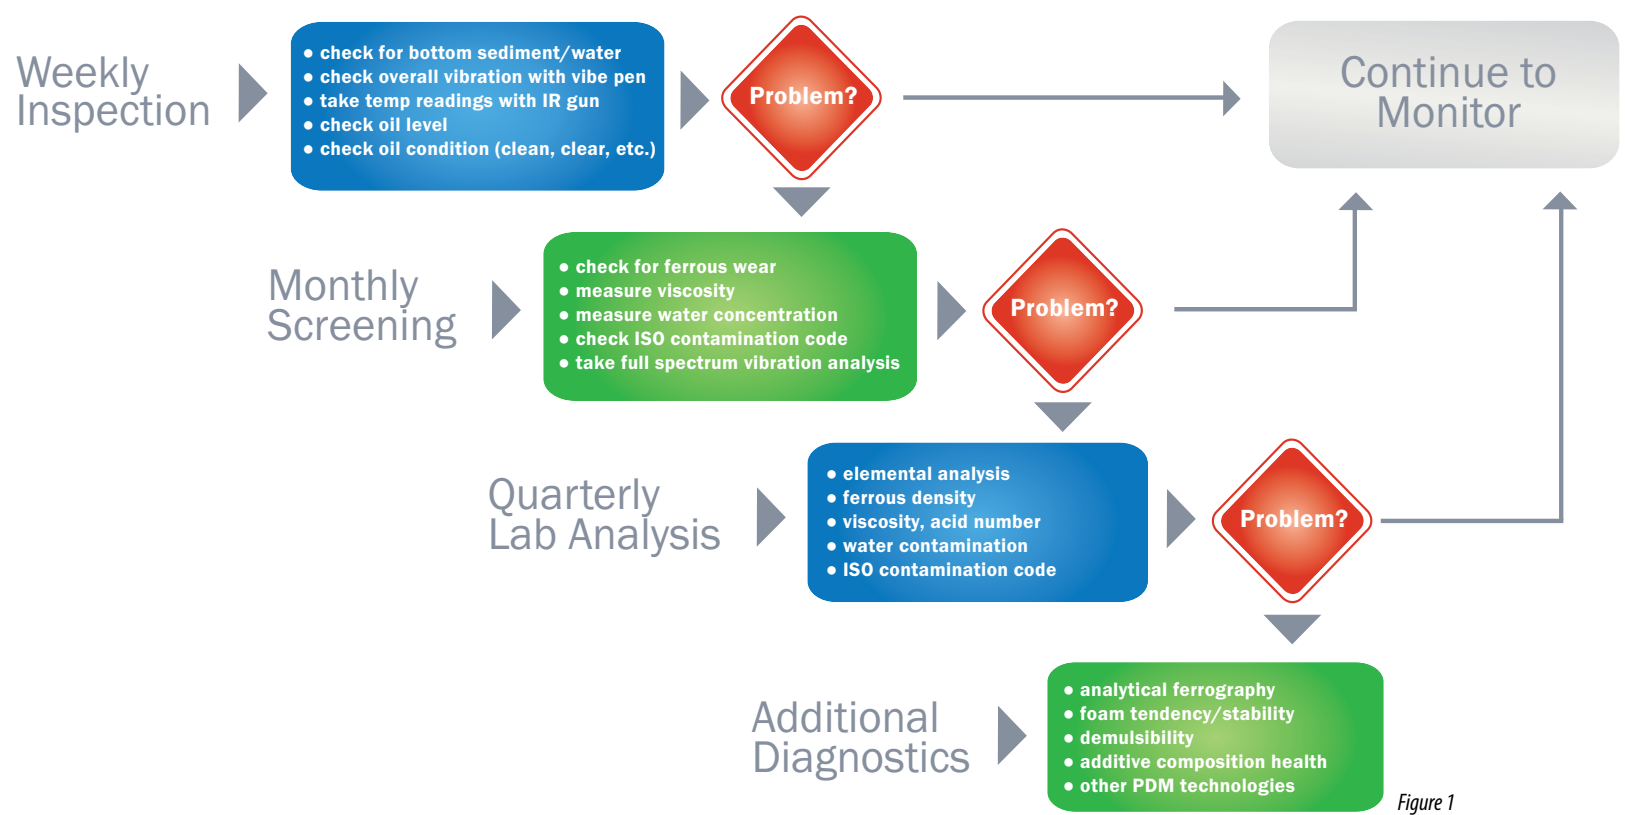 Weekly
Inspection
• check for bottom sediment/water
• check overall vibration with vibe pen
• take temp readings with IR gun
• check oil level
• check oil condition (clean, clear, etc.)
Problem?
Continue to
Monitor
Monthly
Screening
• check for ferrous wear
• measure viscosity
• measure water concentration
• check ISO contamination code
• take full spectrum vibration analysis
Problem?
Quarterly
Lab Analysis
• elemental analysis
• ferrous density
• viscosity, acid number
• water contamination
• ISO contamination code
Problem?
Additional
Diagnostics
• analytical ferrography
• foam tendency/stability
• demulsibility
• additive composition health
• other PDM technologies
Figure 1